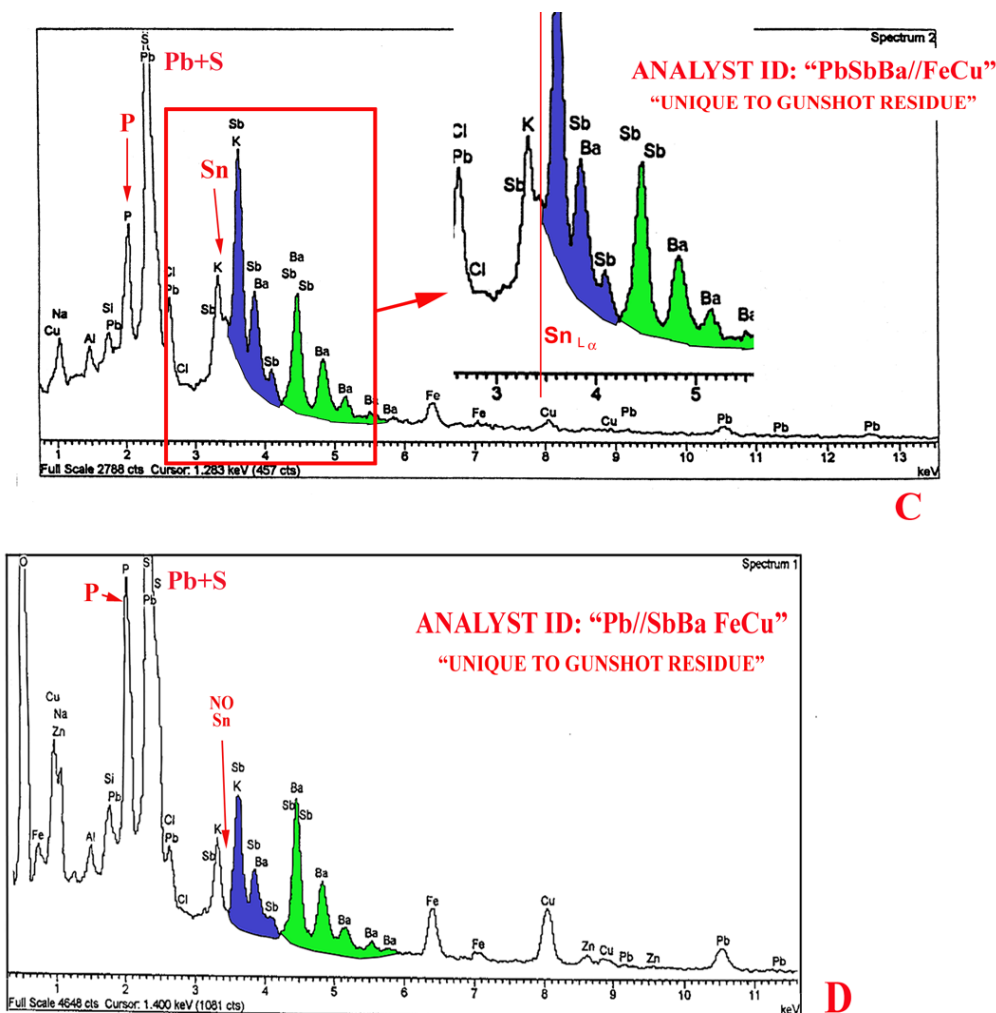 Spectrum 2
S
Pb
Pb+S
ANALYST ID: “PbSbBa//FeCu”
“UNIQUE TO GUNSHOT RESIDUE”
P
Sn
P
Sb
K
K
Cl
Pb
Sb
Sb
Ba
Sb
Ba
Sb
Sb
Na
Cu
Al
Si
Pb
Cl
Pb
Cl
Sb
K
Sb
Ba
Sb
Sb
Ba
Sb
Ba
Ba
Ba
Ba
Cl
Sb
Ba
Ba
Ba
Sn Lα
3 4 5
Fe
Fe
Cu
Cu
Pb
Pb
Pb
Pb
1 2 3 4 5 6 7 8 9 10 11 12 13
Full Scale 2788 cts Cursor: 1.283 keV (457 cts)
keV
C
Spectrum 1
O
P
S
S
Pb
Pb+S
P
ANALYST ID: “Pb//SbBa FeCu”
“UNIQUE TO GUNSHOT RESIDUE”
NO
Sn
Cu
Na
Zn
Fe
Al
Si
Pb
Cl
Pb
Cl
Sb
K
Sb
K
Sb
Ba
Sb
Ba
Sb
Sb
Ba
Ba
Ba
Ba
Fe
Fe
Cu
Zn
Cu
Pb
Zn
Pb
Pb
1 2 3 4 5 6 7 8 9 10 11
Full Scale 4648 cts Cursor: 1.400 keV (1081 cts)
keV
D